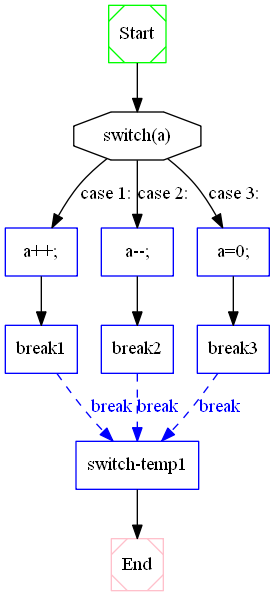 Start
switch(a)
case 1: case 2: case 3:
a++; a--; a=0;
break1 break2 break3
break break break
switch-temp1
End